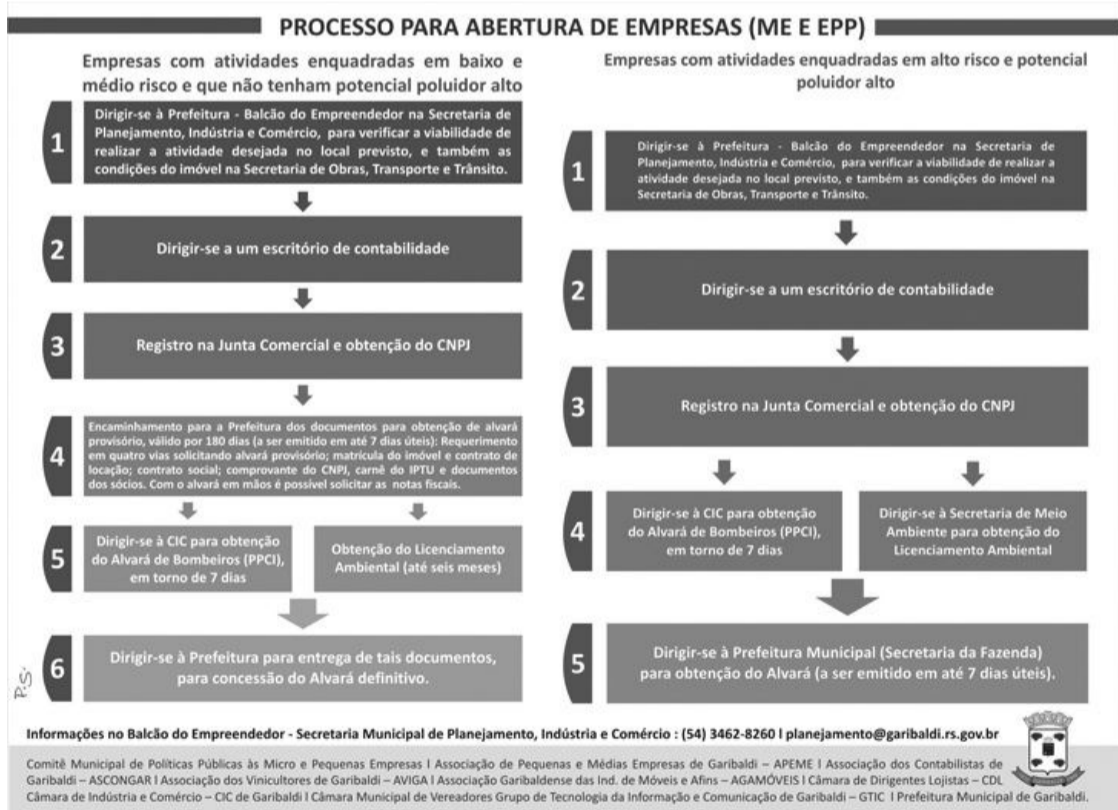 PROCESSO PARA ABERTURA DE EMPRESAS (ME E EPP)
Empresas com atividades enquadradas em baixo e
médio risco e que não tenham potencial poluidor alto
1
Dirigir-se à Prefeitura - Balcão do Empreendedor na Secretaria de
Planejamento, Indústria e Comércio, para verificar a viabilidade de
realizar a atividade desejada no local previsto, e também as
condições do imóvel na Secretaria de Obras, Transporte e Trânsito.
2
Dirigir-se a um escritório de contabilidade
3
Registro na Junta Comercial e obtenção do CNPJ
4
Encaminhamento para a Prefeitura dos documentos para obtenção de alvará
provisório, válido por 180 dias (a ser emitido em até 7 dias úteis): Requerimento
em quatro vias solicitando alvará provisório; matrícula do imóvel e contrato de
locação; contrato social; comprovante do CNPJ, carnê do IPTU e documentos
dos sócios. Com o alvará em mãos é possível solicitar as notas fiscais.
5
Dirigir-se à CIC para obtenção
do Alvará de Bombeiros (PPCI),
em torno de 7 dias
Obtenção do Licenciamento
Ambiental (até seis meses)
6
Dirigir-se à Prefeitura para entrega de tais documentos,
para concessão do Alvará definitivo.
P.S.
Empresas com atividades enquadradas em alto risco e potencial
poluidor alto
1
Dirigir-se à Prefeitura - Balcão do Empreendedor na Secretaria de
Planejamento, Indústria e Comércio, para verificar a viabilidade de realizar a
atividade desejada no local previsto, e também as condições do imóvel na
Secretaria de Obras, Transporte e Trânsito.
2
Dirigir-se a um escritório de contabilidade
3
Registro na Junta Comercial e obtenção do CNPJ
4
Dirigir-se à CIC para obtenção
do Alvará de Bombeiros (PPCI),
em torno de 7 dias
Dirigir-se à Secretaria de Meio
Ambiente para obtenção do
Licenciamento Ambiental
5
Dirigir-se à Prefeitura Municipal (Secretaria da Fazenda)
para obtenção do Alvará (a ser emitido em até 7 dias úteis).
Informações no Balcão do Empreendedor - Secretaria Municipal de Planejamento, Indústria e Comércio : (54) 3462-8260 l planejamento@garibaldi.rs.gov.br
Comitê Municipal de Políticas Públicas às Micro e Pequenas Empresas l Associação de Pequenas e Médias Empresas de Garibaldi – APEME l Associação dos Contabilistas de
Garibaldi – ASCONGAR l Associação dos Vinicultores de Garibaldi – AVIGA l Associação Garibaldense das Ind. de Móveis e Afins – AGAMÓVEIS l Câmara de Dirigentes Lojistas – CDL
Câmara de Indústria e Comércio – CIC de Garibaldi l Câmara Municipal de Vereadores Grupo de Tecnologia da Informação e Comunicação de Garibaldi – GTIC l Prefeitura Municipal de Garibaldi.